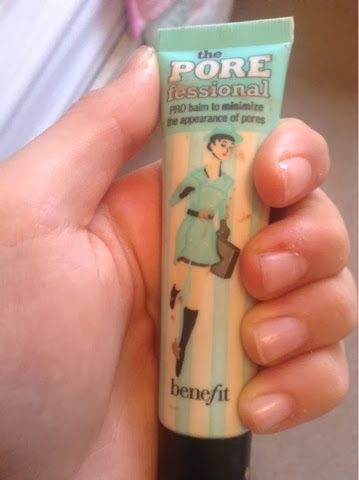 the
PORE
fessional
PRO balm to minimize
the appearance of pores
benefit